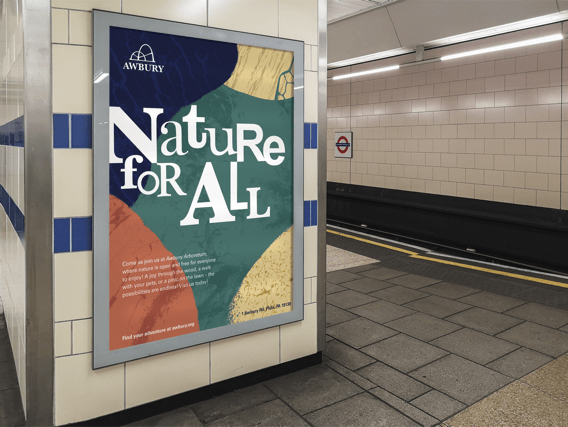 AWBURY
NatuRe
foR ALL
Come as join us at Awbury Arboretum,
where nature is open and free for everyone
to enjoy! A joy through the wood, a walk
with your pets, or a picnic on the lawn - the
possibilities are endless! Visit us today!
1 Awbury Rd, Phila, PA 19138
Find your adventure at awbury.org